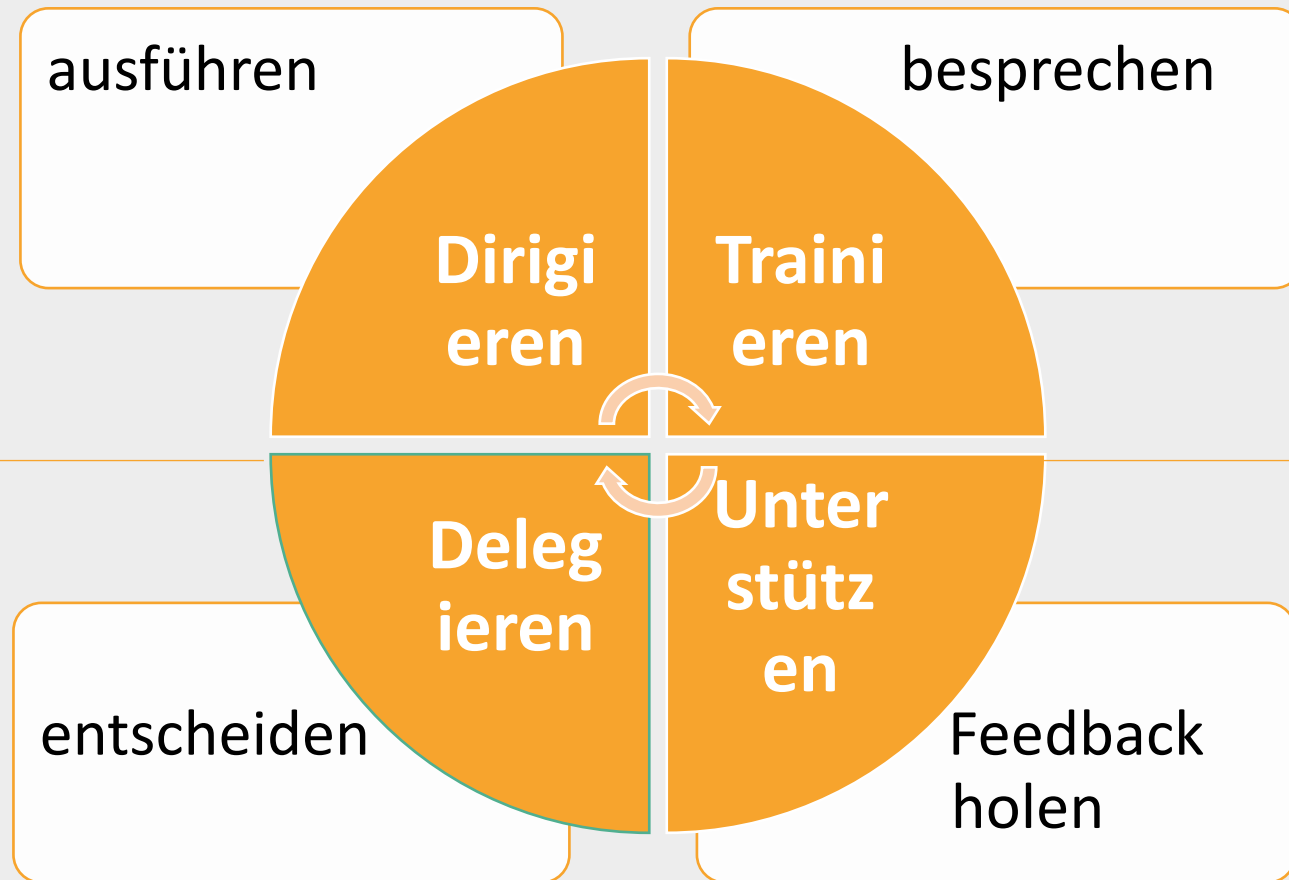 ausführen
besprechen
Dirigi
eren
Traini
eren
Deleg
ieren
Unter
stütz
en
entscheiden
Feedback
holen